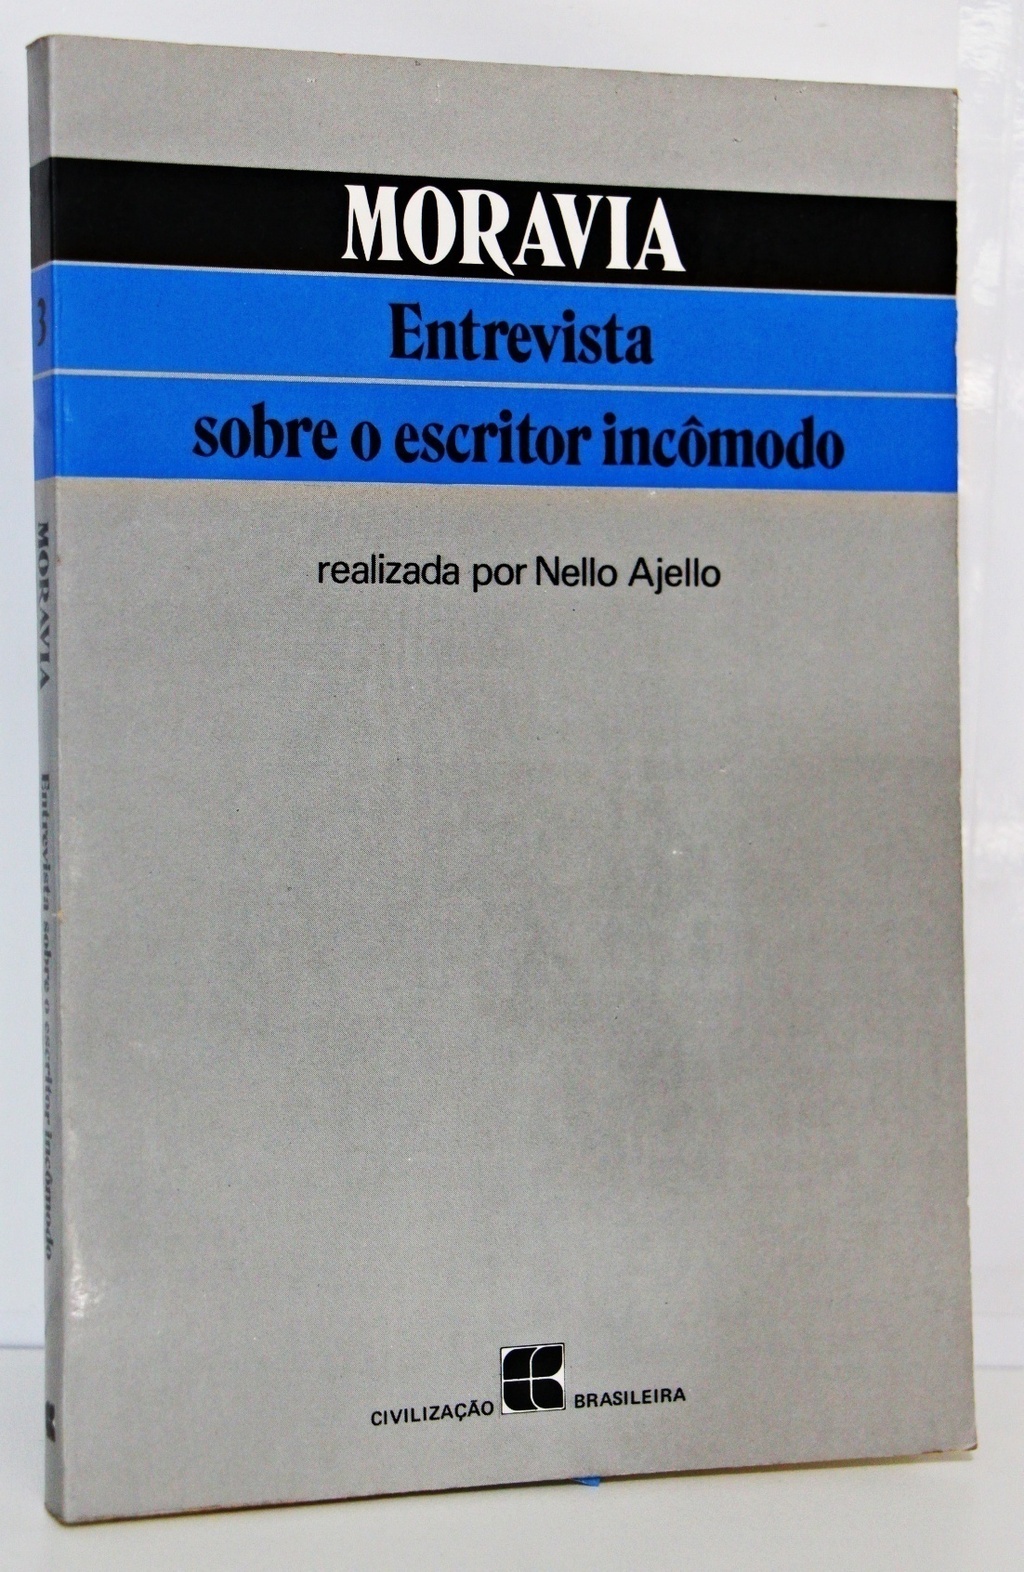 MORAVIA
Entrevista
sobre o escritor incômodo
realizada por Nello Ajello
CIVILIZAÇÃO BRASILEIRA
3
MORAVIA Entrevista sobre o escritor incômodo